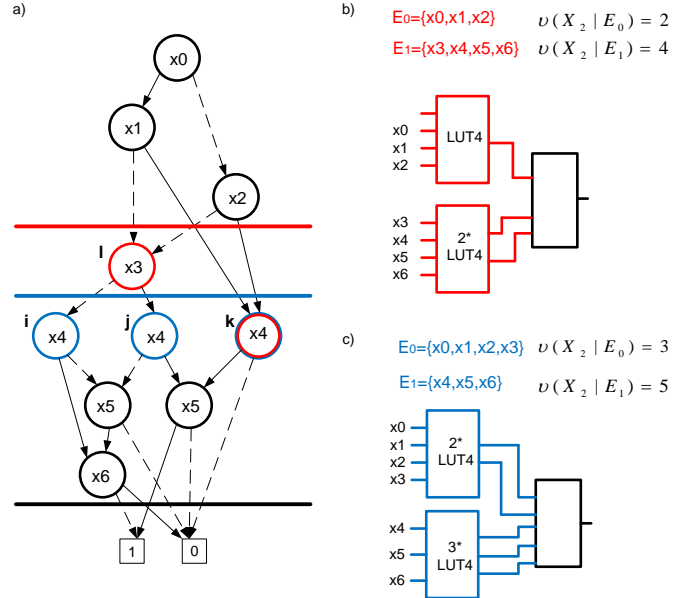 a)
x0
x1
x2
l
x3
i
j
k
x4
x4
x4
x5
x5
x6
1
0
b)
E0={x0,x1,x2} υ(X2|E0)=2
E1={x3,x4,x5,x6} υ(X2|E1)=4
x0
x1
x2
LUT4
x3
x4
x5
x6
2*
LUT4
c)
E0={x0,x1,x2,x3} υ(X2|E0)=3
E1={x4,x5,x6} υ(X2|E1)=5
x0
x1
x2
x3
2*
LUT4
x4
x5
x6
3*
LUT4